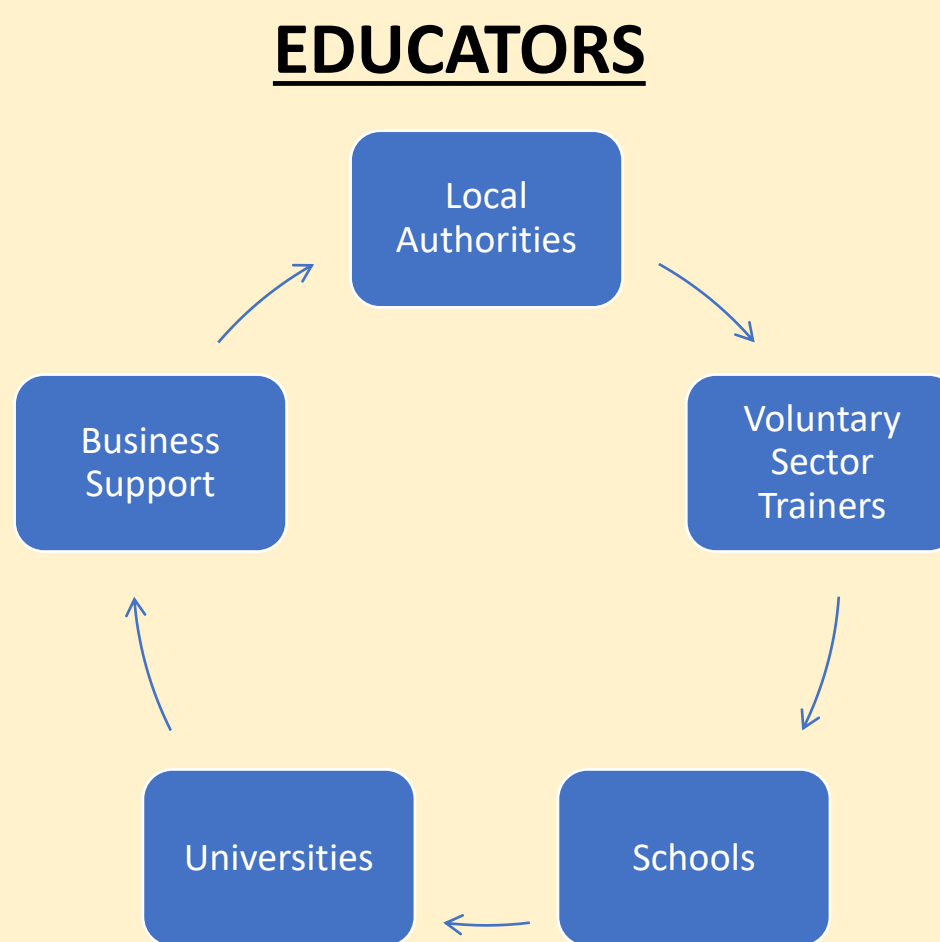 EDUCATORS
Local
Authorities
Voluntary
Sector
Trainers
Schools
Universities
Business
Support